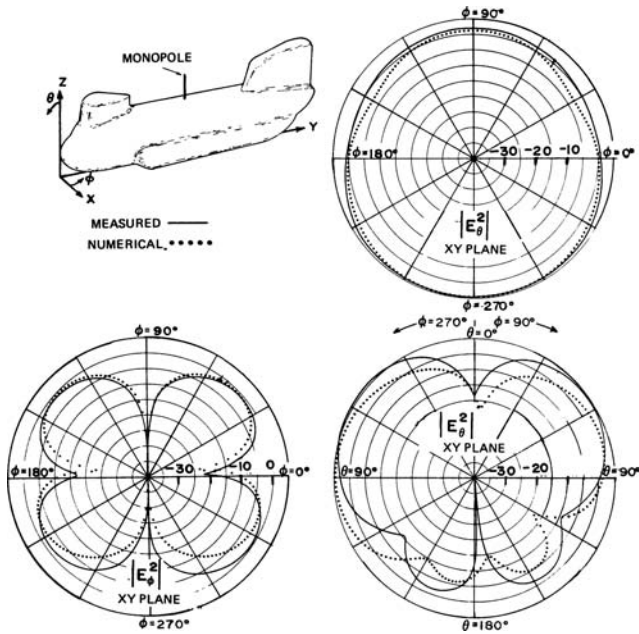 MONOPOLE
Z
θ
Y
ϕ
X
MEASURED
NUMERICAL
ϕ=90°
ϕ=180°
-30 -20 -10
ϕ=0°
|E²θ|
XY PLANE
ϕ=270°
ϕ=90°
ϕ=180°
-30 -10 0
ϕ=0°
|E²ϕ|
XY PLANE
ϕ=270°
ϕ=270° ϕ=90°
θ=0°
|E²θ|
XY PLANE
θ=90°
-30 -20
θ=90°
θ=180°